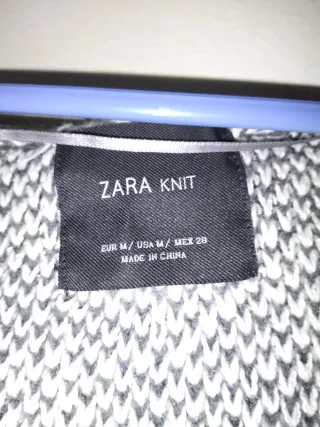 ZARA KNIT
EUR M/ USA M/ MEX 28
MADE IN CHINA